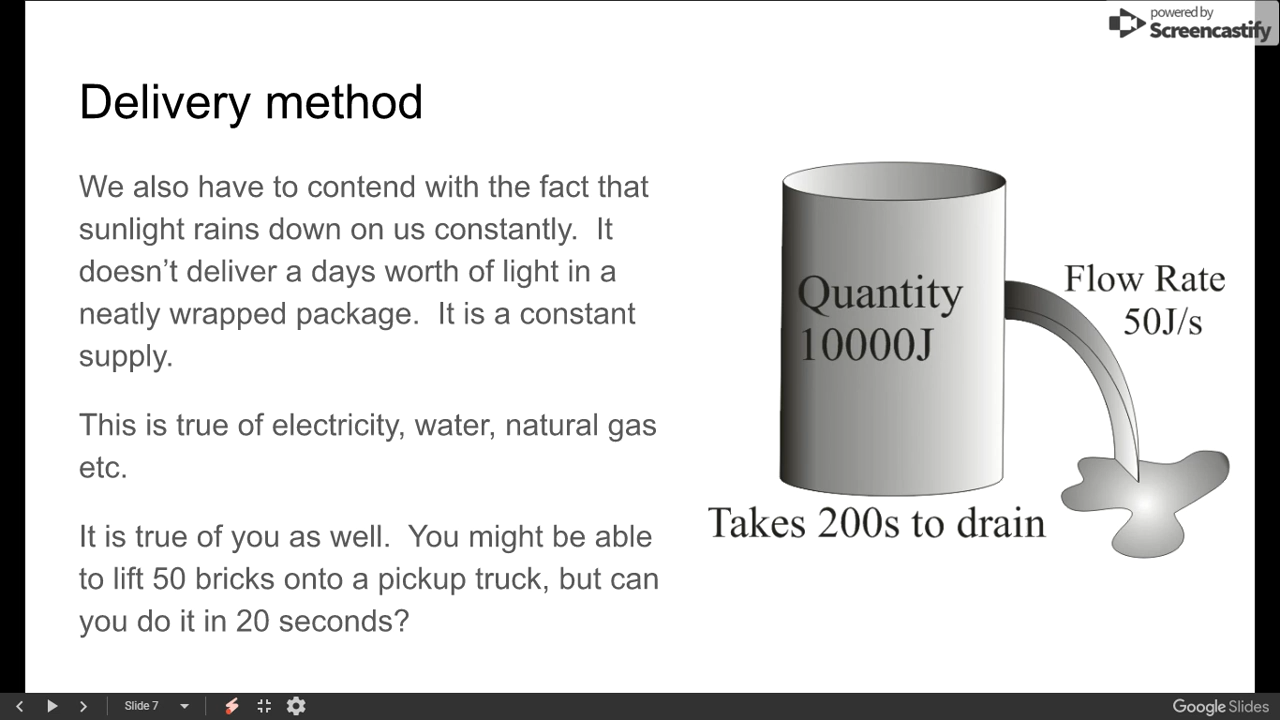 powered by
Screencastify
Delivery method
We also have to contend with the fact that
sunlight rains down on us constantly.  It
doesn't deliver a days worth of light in a
neatly wrapped package.  It is a constant
supply.
This is true of electricity, water, natural gas
etc.
It is true of you as well.  You might be able
to lift 50 bricks onto a pickup truck, but can
you do it in 20 seconds?
Quantity
10000J
Flow Rate
50J/s
Takes 200s to drain
Slide 7
Google Slides